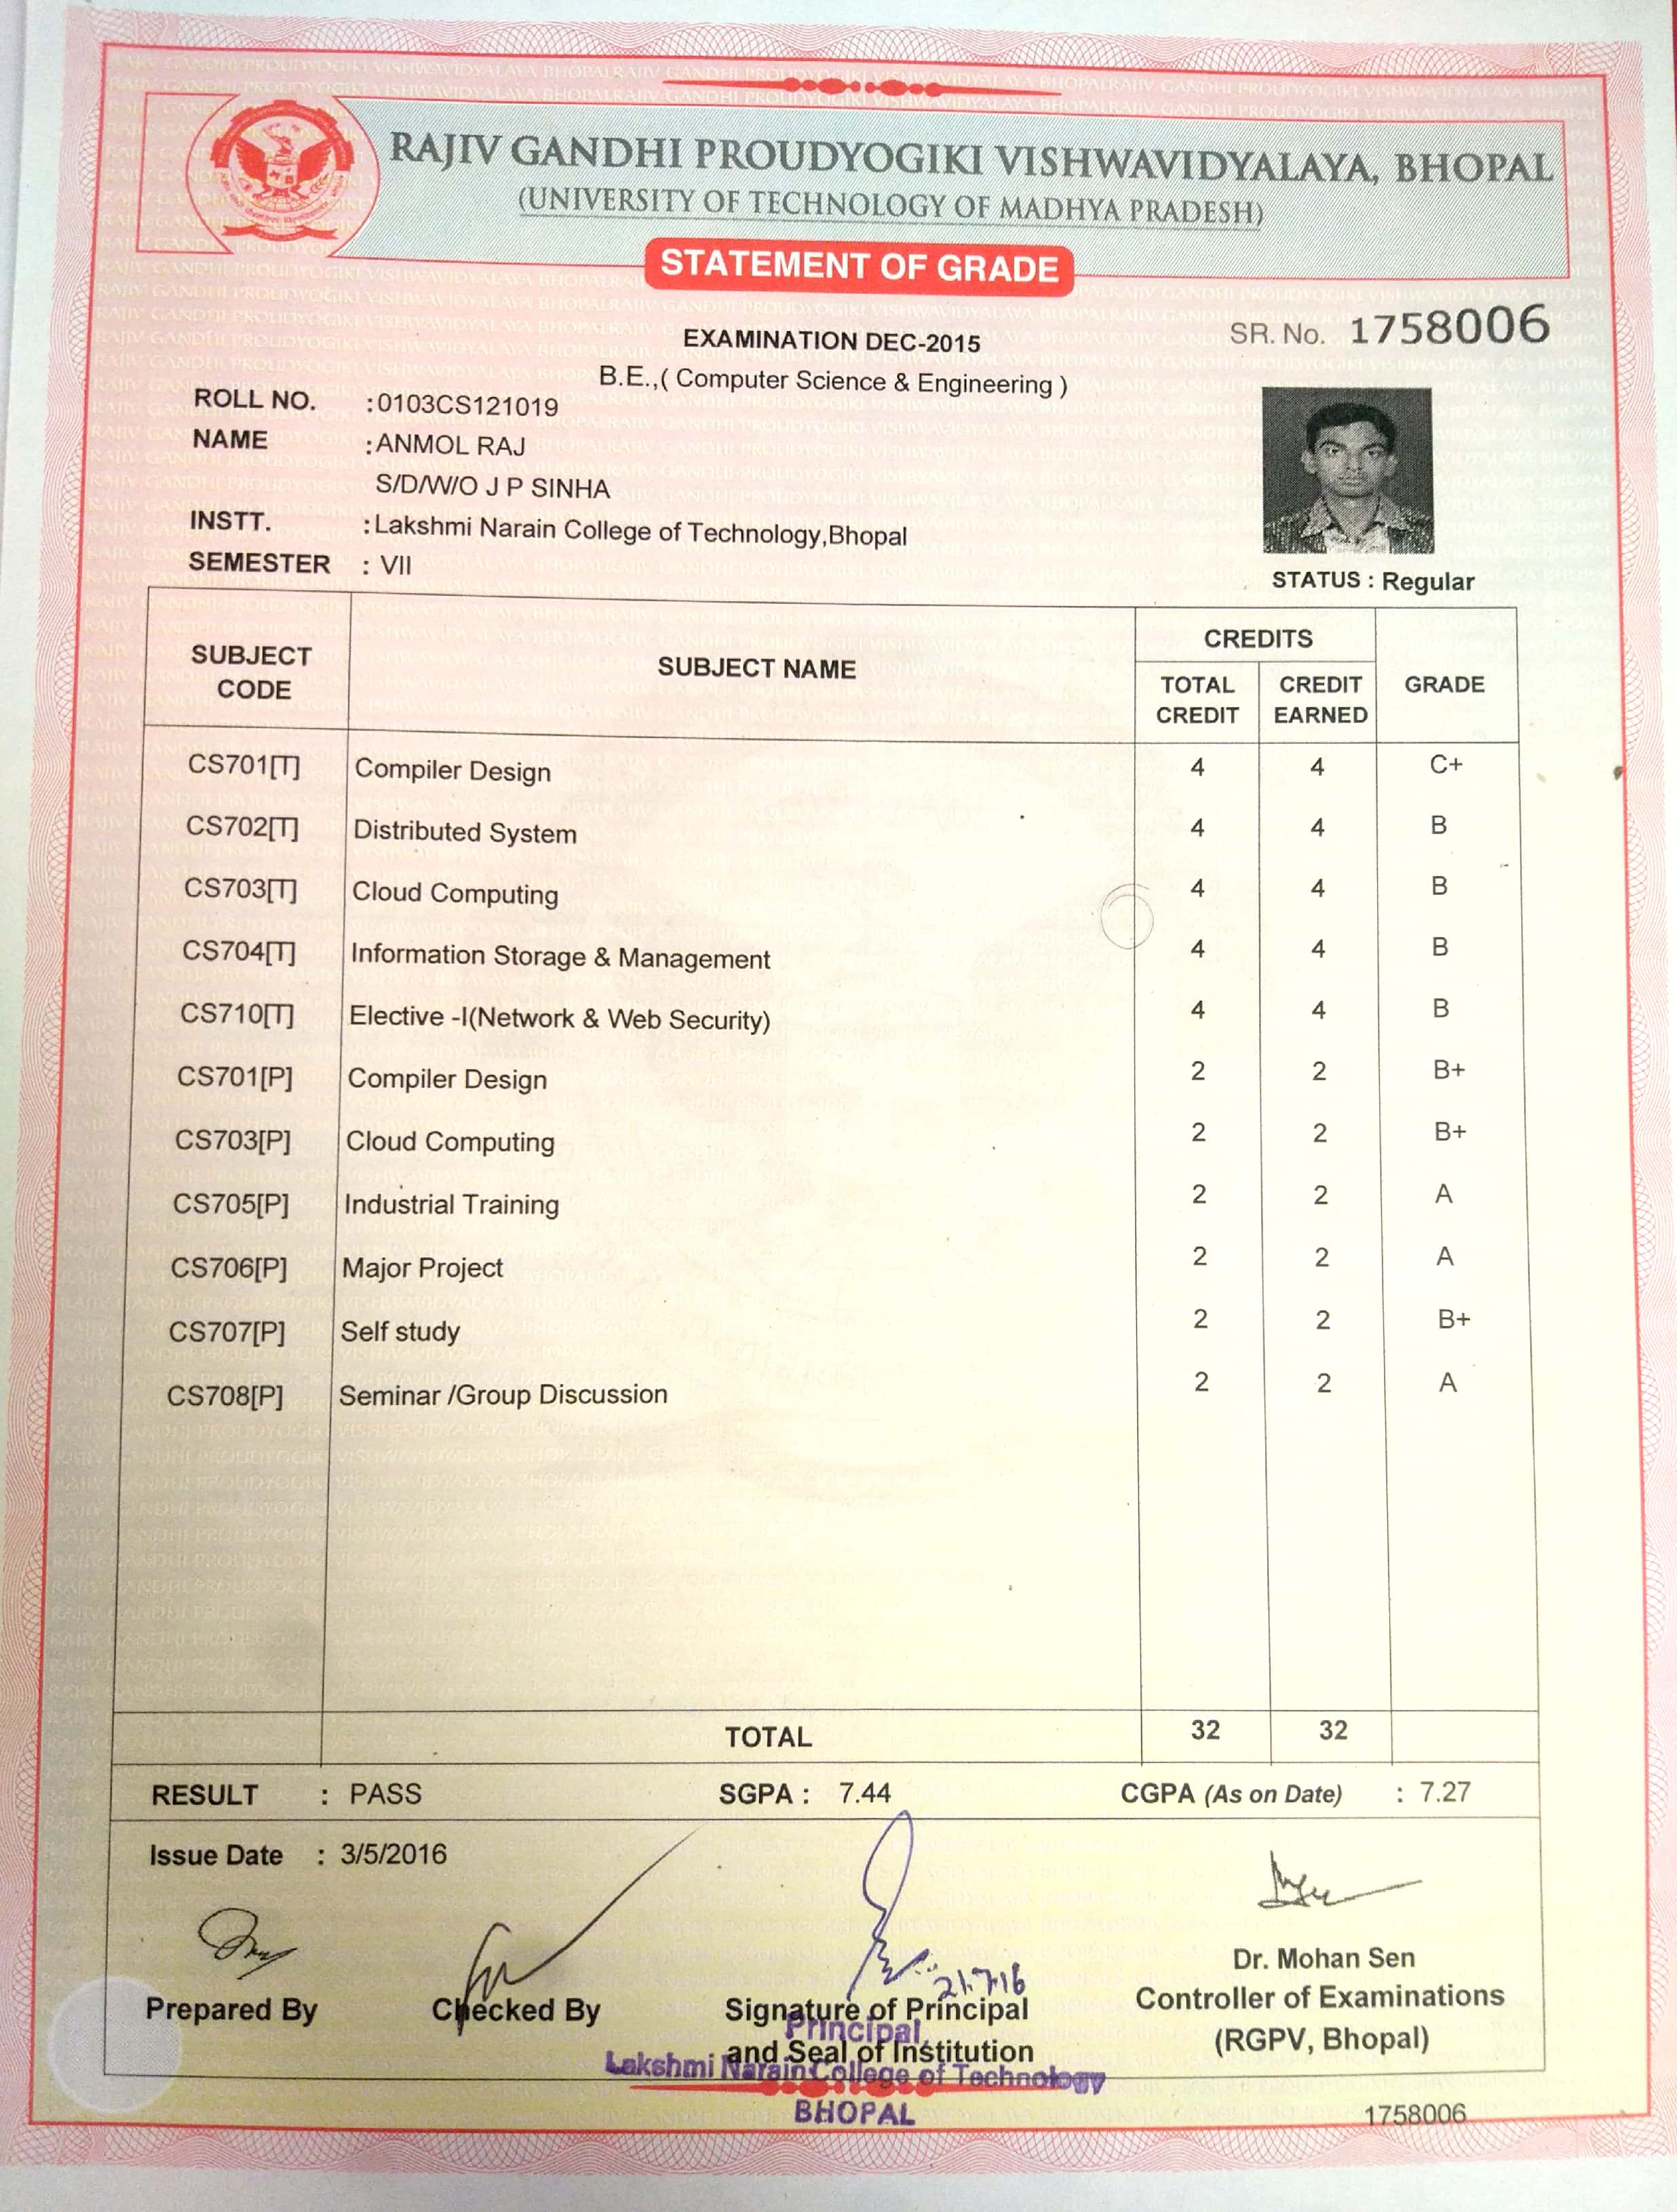 RAJIV GANDHI PROUDYOGIKI VISHWAVIDYALAYA, BHOPAL
(UNIVERSITY OF TECHNOLOGY OF MADHYA PRADESH)
STATEMENT OF GRADE
EXAMINATION DEC-2015
SR. No. 1758006
B.E.,( Computer Science & Engineering )
ROLL NO. :0103CS121019
NAME :ANMOL RAJ
S/D/W/O J P SINHA
INSTT. :Lakshmi Narain College of Technology,Bhopal
SEMESTER : VII
STATUS : Regular
SUBJECT CODE SUBJECT NAME CREDITS GRADE
TOTAL CREDIT CREDIT EARNED
CS701[T] Compiler Design 4 4 C+
CS702[T] Distributed System 4 4 B
CS703[T] Cloud Computing 4 4 B
CS704[T] Information Storage & Management 4 4 B
CS710[T] Elective -I(Network & Web Security) 4 4 B
CS701[P] Compiler Design 2 2 B+
CS703[P] Cloud Computing 2 2 B+
CS705[P] Industrial Training 2 2 A
CS706[P] Major Project 2 2 A
CS707[P] Self study 2 2 B+
CS708[P] Seminar /Group Discussion 2 2 A
TOTAL 32 32
RESULT : PASS SGPA : 7.44 CGPA (As on Date) : 7.27
Issue Date : 3/5/2016
21.7.16
Dr. Mohan Sen
Prepared By Checked By Signature of Principal Controller of Examinations
Principal
and Seal of Institution (RGPV, Bhopal)
Lakshmi Narain College of Technology
BHOPAL
1758006